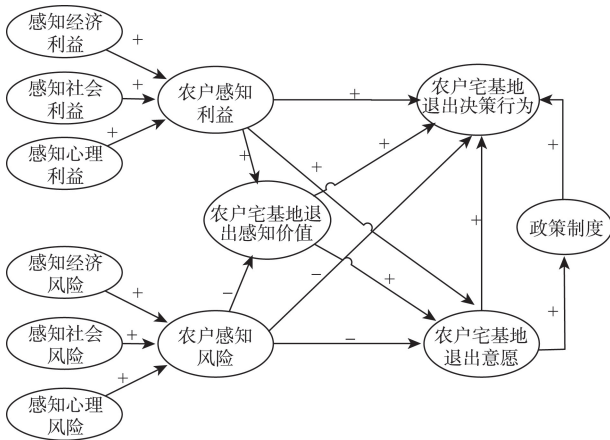 感知经济
利益
+
感知社会
利益
+
感知心理
利益
+
农户感知
利益
+
农户宅基地
退出决策行为
+
+
+
+
农户宅基地退
出感知价值
政策制度
+
+
感知经济
风险
+
−
−
+
感知社会
风险
+
农户感知
风险
−
农户宅基地
退出意愿
+
感知心理
风险
+